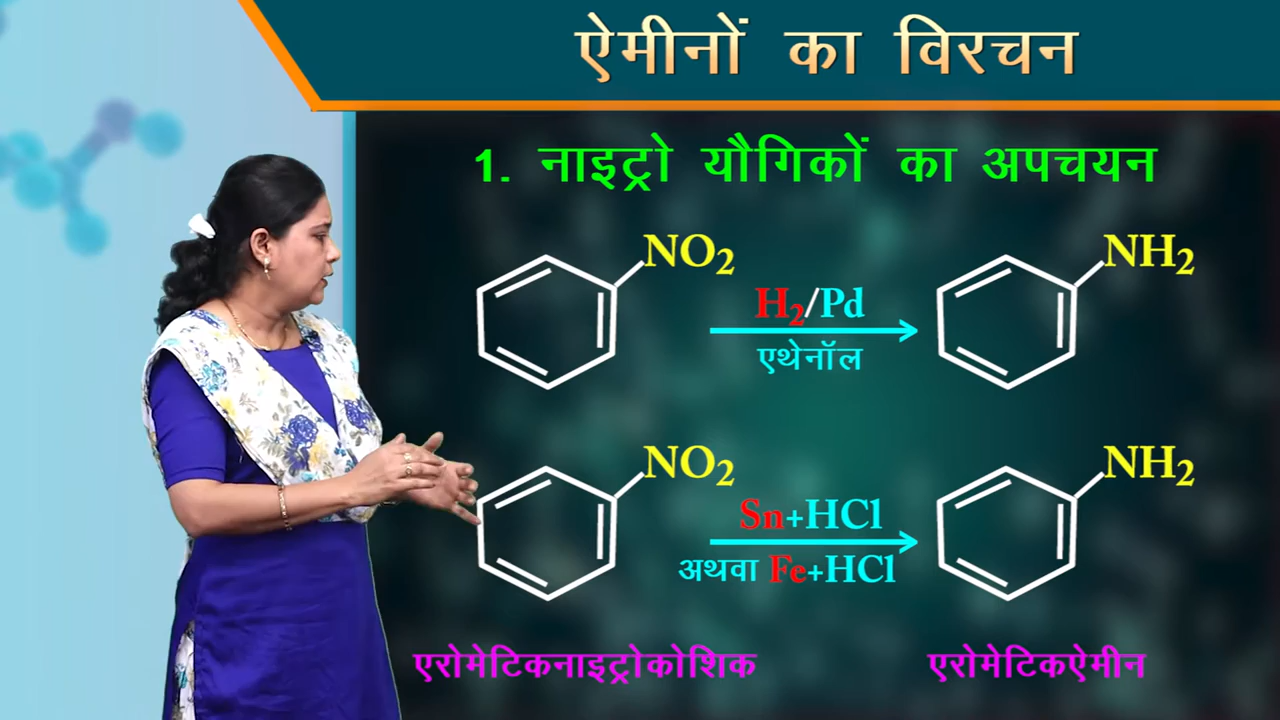 ऐमीनों का विरचन
1. नाइट्रो यौगिकों का अपचयन
NO2 H2/Pd NH2
एथेनॉल
NO2 Sn+HCl NH2
अथवा Fe+HCl
एरोमेटिकनाइट्रोकोशिक एरोमेटिकऐमीन